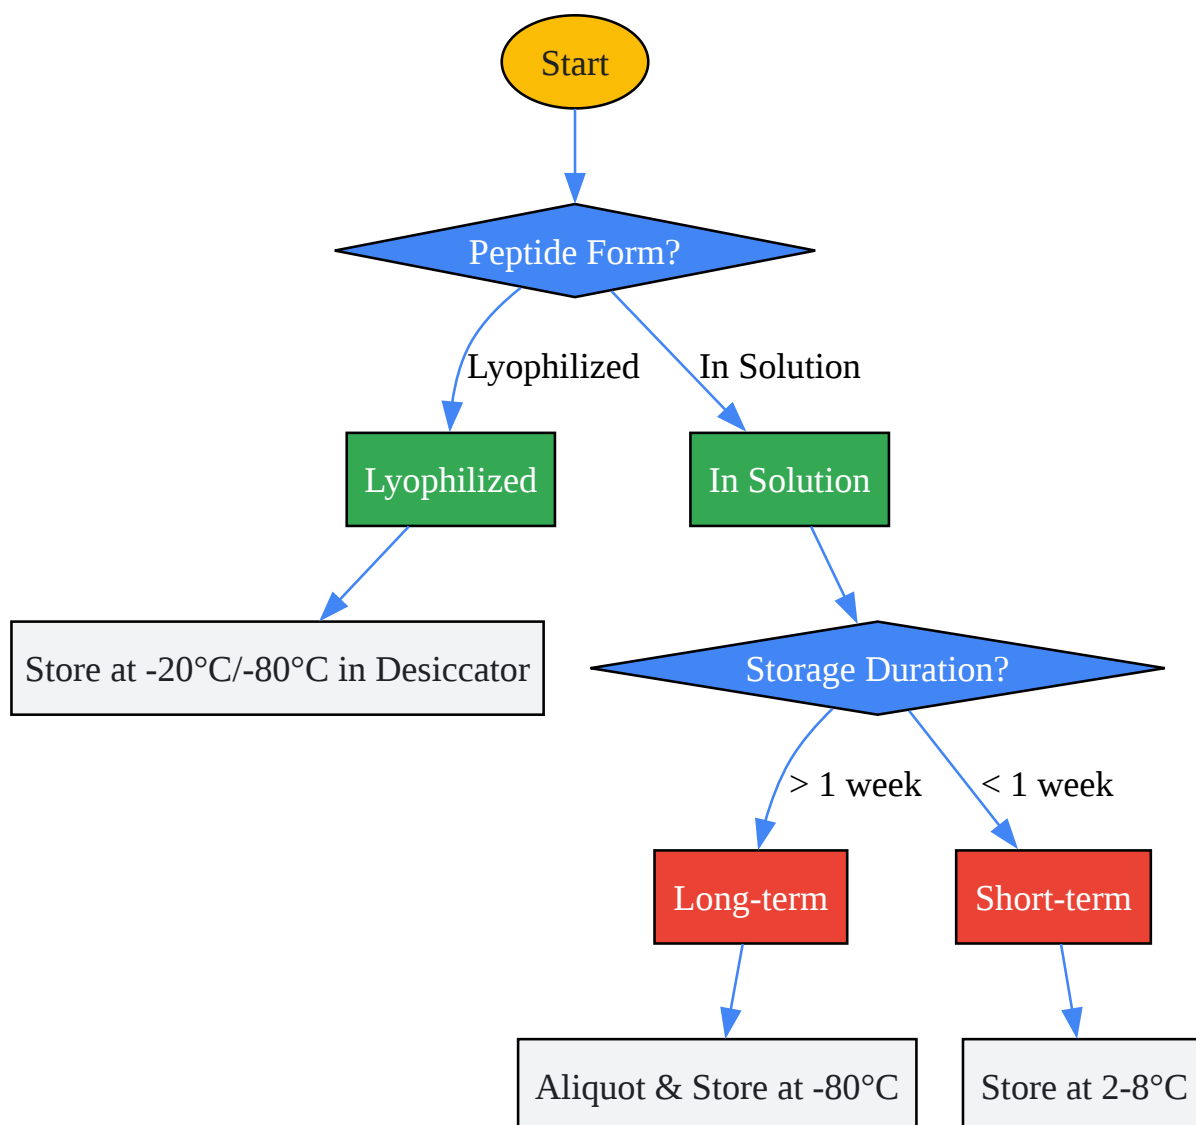 Start
Peptide Form?
Lyophilized
In Solution
Lyophilized
In Solution
Store at -20°C/-80°C in Desiccator
Storage Duration?
> 1 week
< 1 week
Long-term
Short-term
Aliquot & Store at -80°C
Store at 2-8°C